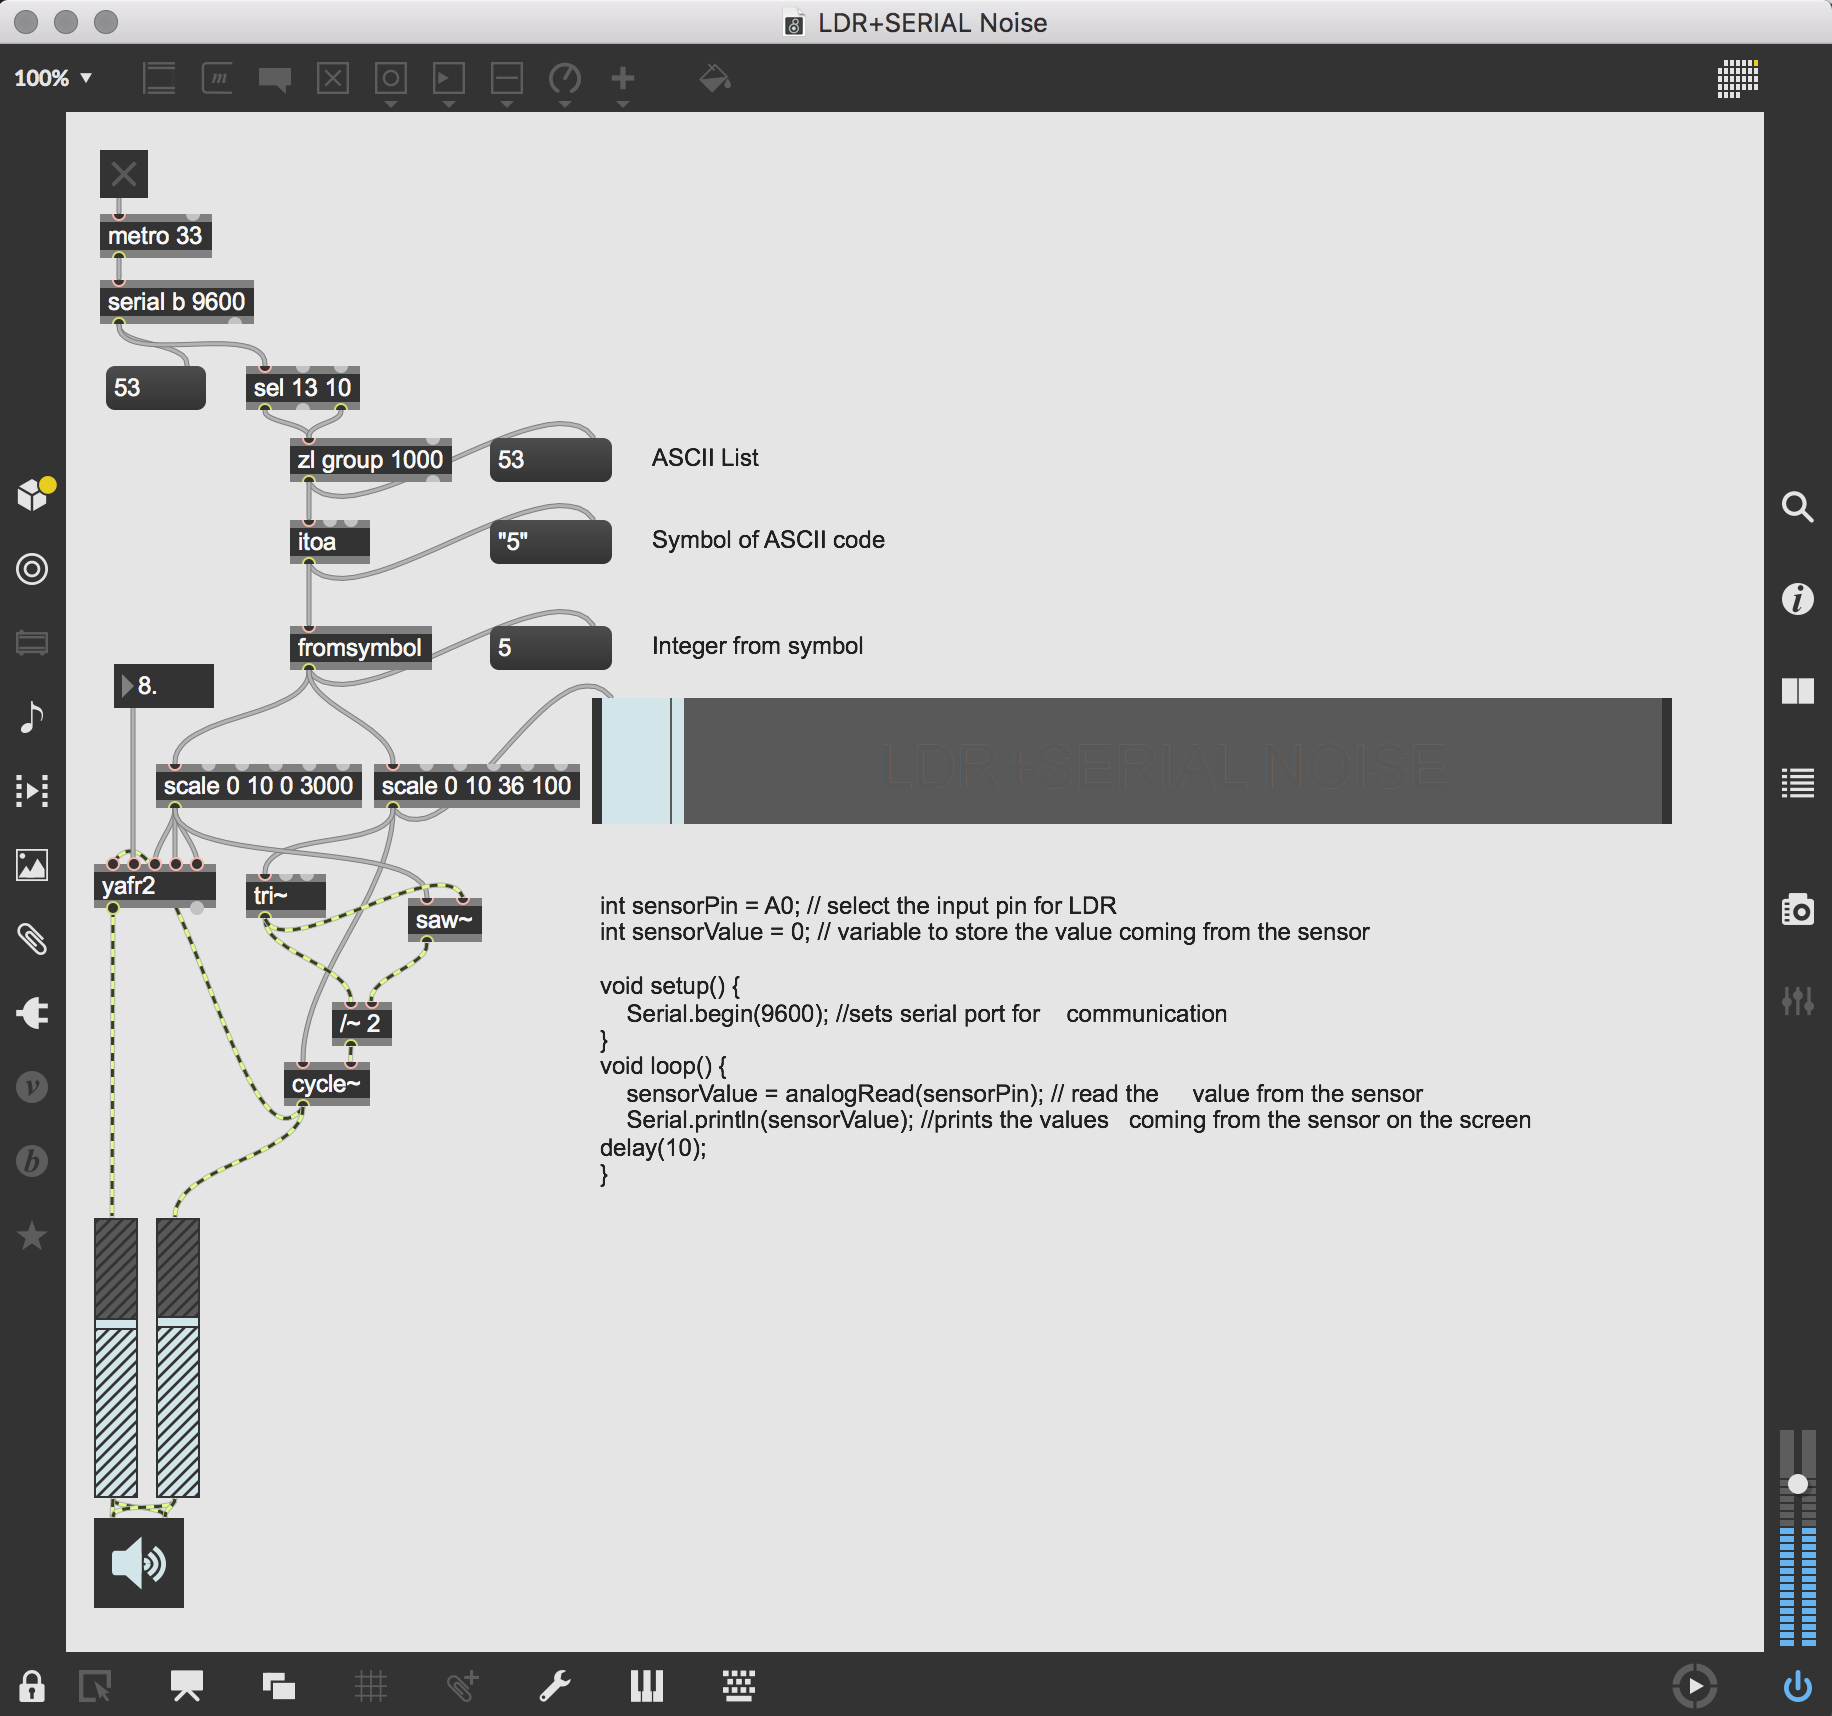 LDR+SERIAL Noise
100%
metro 33
serial b 9600
53
sel 13 10
zl group 1000
53
ASCII List
itoa
"5"
Symbol of ASCII code
fromsymbol
5
Integer from symbol
8.
LDR+SERIAL NOISE
scale 0 10 0 3000
scale 0 10 36 100
yafr2
tri~
saw~
/~ 2
cycle~
int sensorPin = A0; // select the input pin for LDR
int sensorValue = 0; // variable to store the value coming from the sensor
void setup() {
Serial.begin(9600); //sets serial port for communication
}
void loop() {
sensorValue = analogRead(sensorPin); // read the value from the sensor
Serial.println(sensorValue); //prints the values coming from the sensor on the screen
delay(10);
}